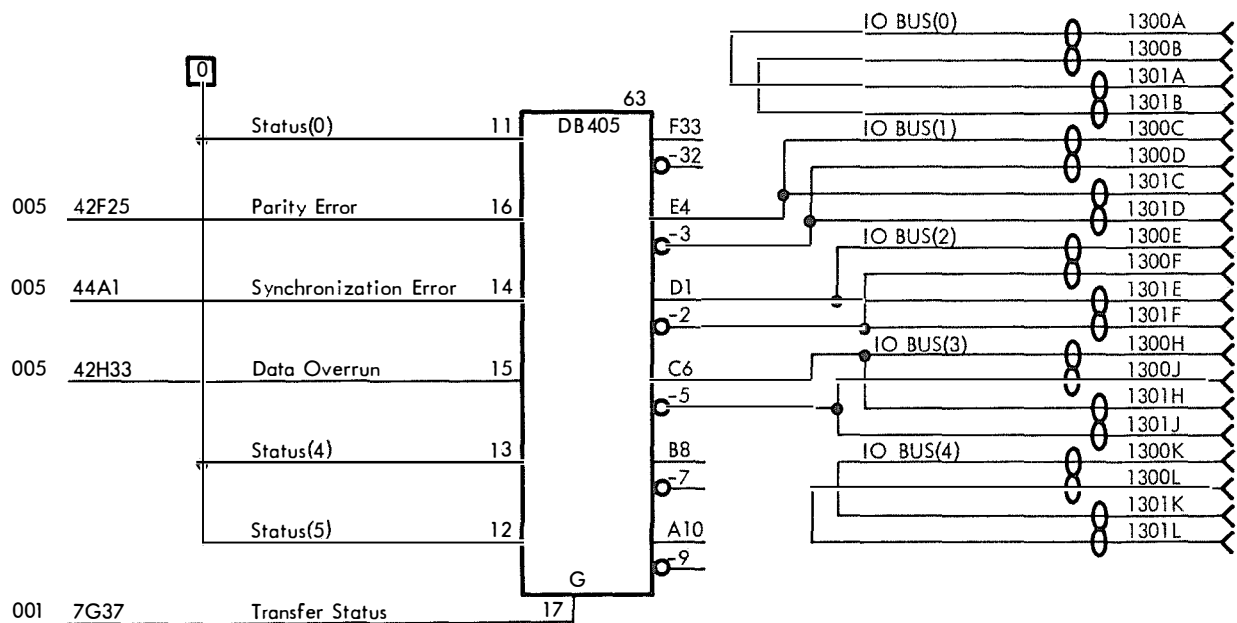 IO BUS(0) 1300A
1300B
0
1301A
63
1301B
Status(0) 11 DB405 F33 IO BUS(1) 1300C
-32 1300D
1301C
005 42F25 Parity Error 16 E4 1301D
-3 IO BUS(2) 1300E
1300F
005 44A1 Synchronization Error 14 D1 1301E
-2 1301F
IO BUS(3) 1300H
005 42H33 Data Overrun 15 C6 1300J
-5 1301H
1301J
Status(4) 13 B8 IO BUS(4) 1300K
-7 1300L
1301K
Status(5) 12 A10 1301L
-9
G
001 7G37 Transfer Status 17